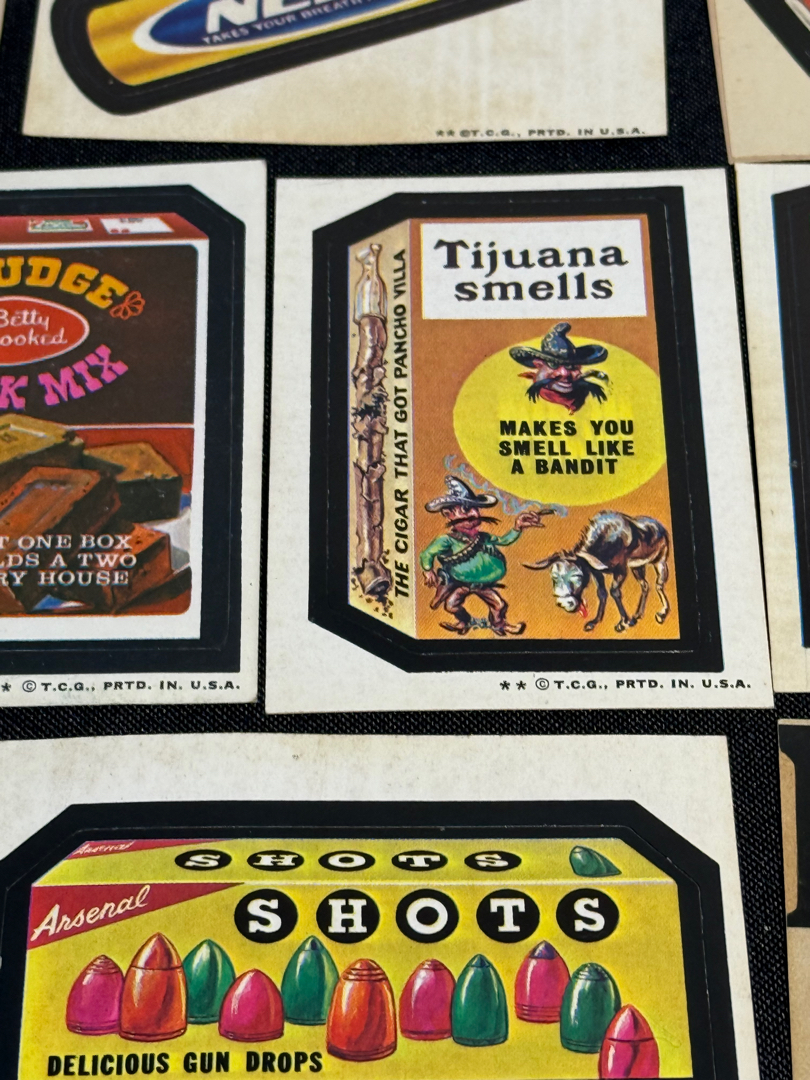 TAKES YOUR BREATH
** © T.C.G., PRTD. IN U.S.A.
UDGE
Betty
ooked
K MIX
T ONE BOX
LDS A TWO
RY HOUSE
* © T.C.G., PRTD. IN. U.S.A.
THE CIGAR THAT GOT PANCHO VILLA
Tijuana
smells
MAKES YOU
SMELL LIKE
A BANDIT
** © T.C.G., PRTD. IN. U.S.A.
Arsenal
SHOTS
Arsenal
SHOTS
DELICIOUS GUN DROPS